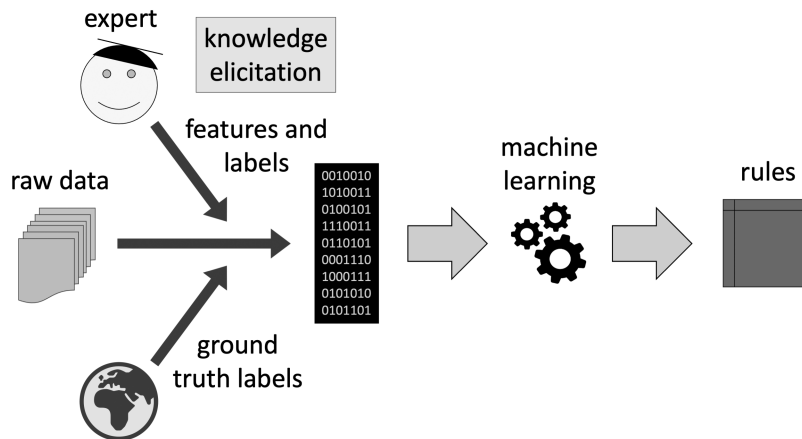 expert
knowledge
elicitation
features and
labels
raw data
0010010
1010011
0100101
1110011
0110101
0001110
1000111
0101010
0101101
machine
learning
rules
ground
truth labels